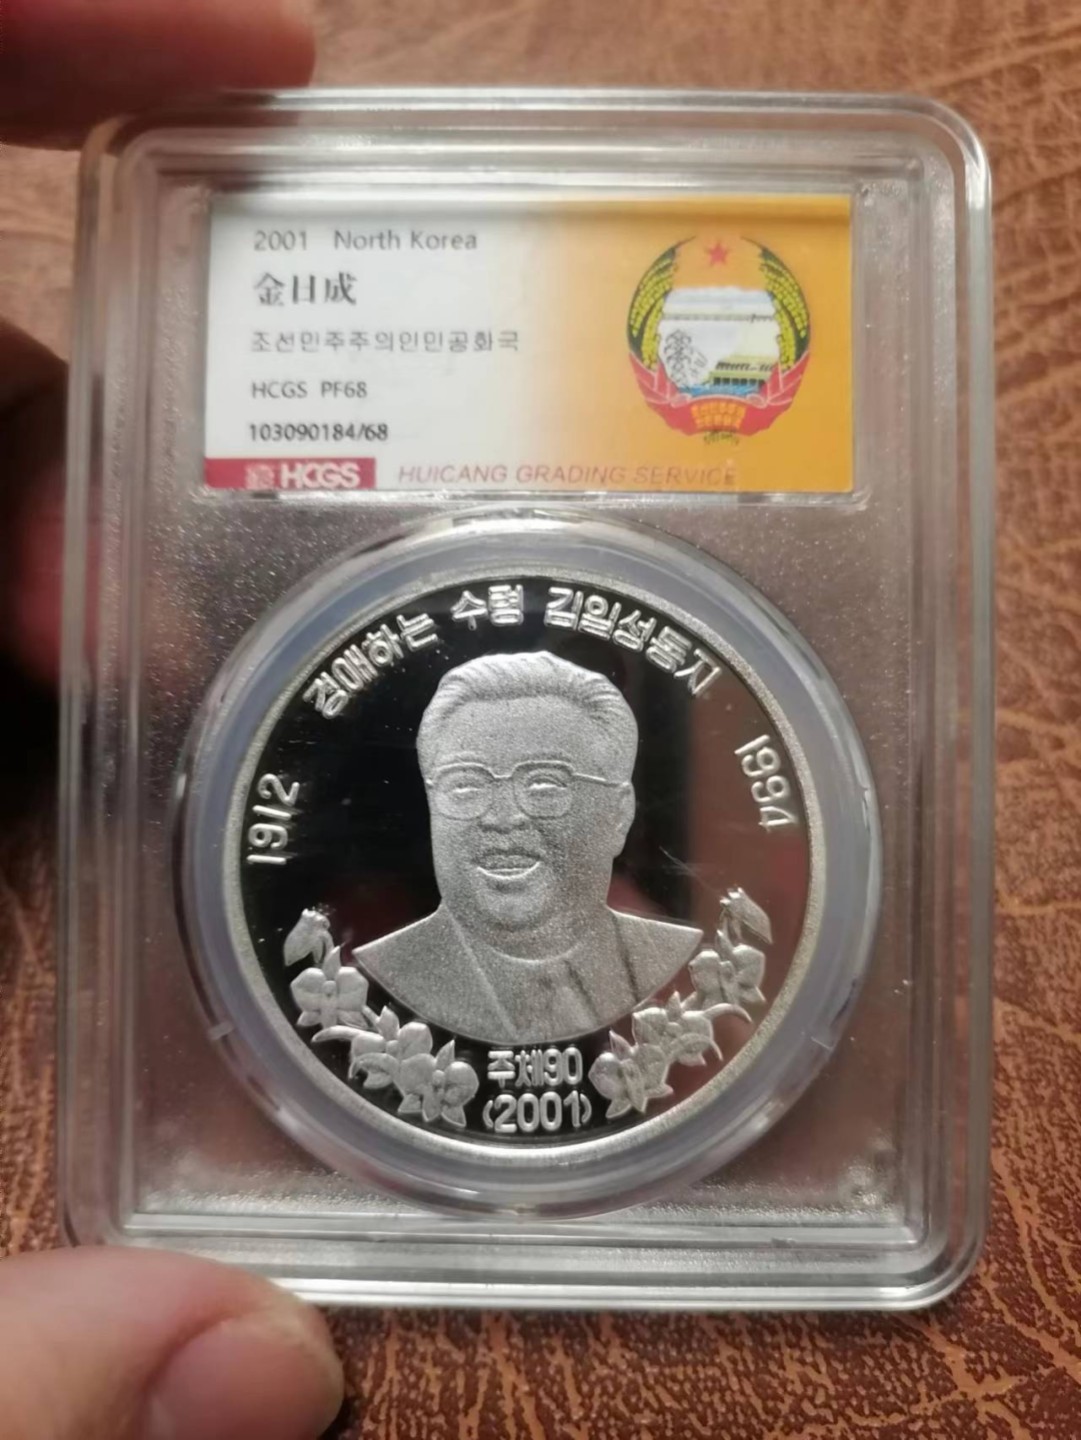 2001 North Korea
金日成
조선민주주의인민공화국
HCGS PF68
103090184/68
HCGS HUICANG GRADING SERVICE
경애하는 수령 김일성동지
1912
1994
주체90
(2001)